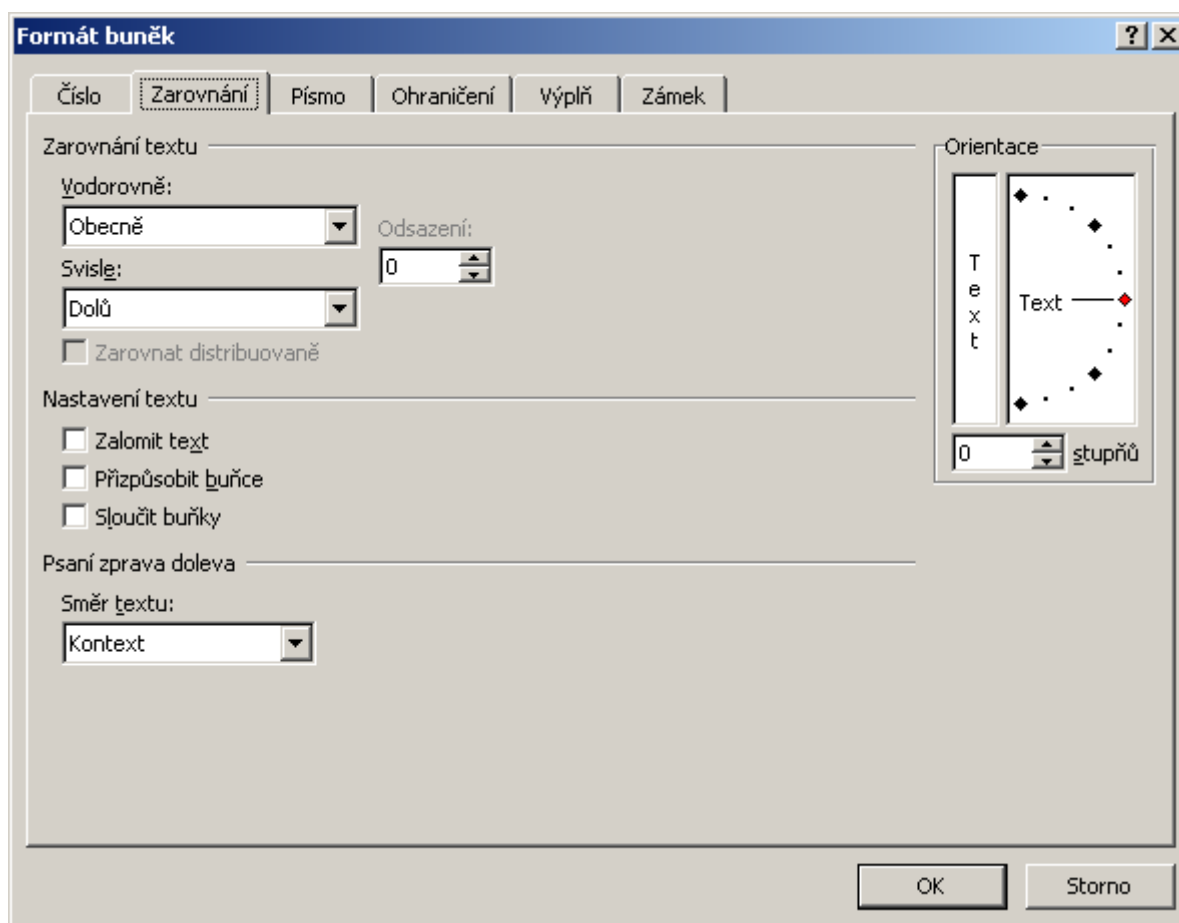 Formát buněk
Číslo Zarovnání Písmo Ohraničení Výplň Zámek
Zarovnání textu
Vodorovně:
Obecně
Odsazení:
0
Svisle:
Dolů
Zarovnat distribuovaně
Nastavení textu
Zalomit text
Přizpůsobit buňce
Sloučit buňky
Psaní zprava doleva
Směr textu:
Kontext
Orientace
Text
Text
0 stupňů
OK Storno